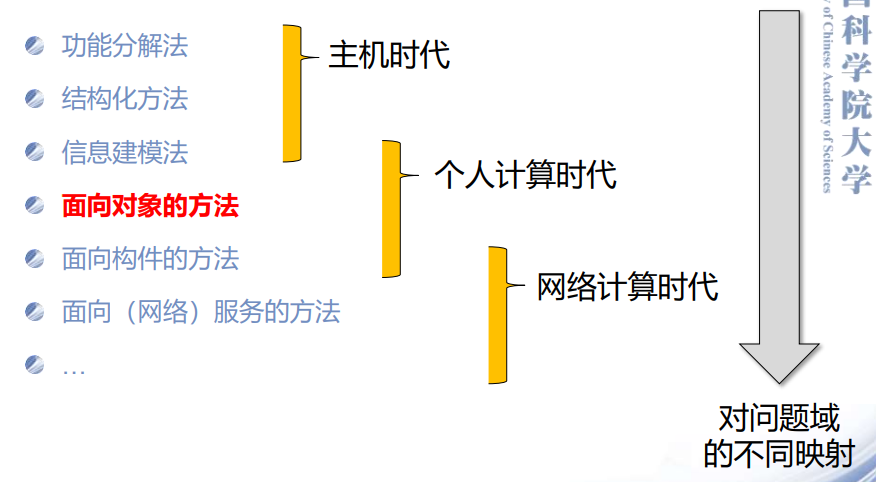 功能分解法
结构化方法
信息建模法
面向对象的方法
面向构件的方法
面向（网络）服务的方法
…
主机时代
个人计算时代
网络计算时代
对问题域
的不同映射
科学院大学
of Chinese Academy of Sciences